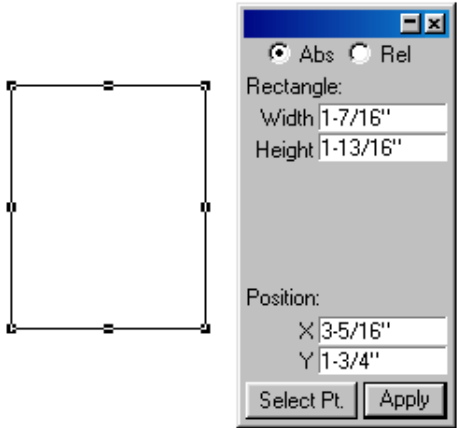 Abs Rel
Rectangle:
Width 1-7/16"
Height 1-13/16"
Position:
X 3-5/16"
Y 1-3/4"
Select Pt. Apply